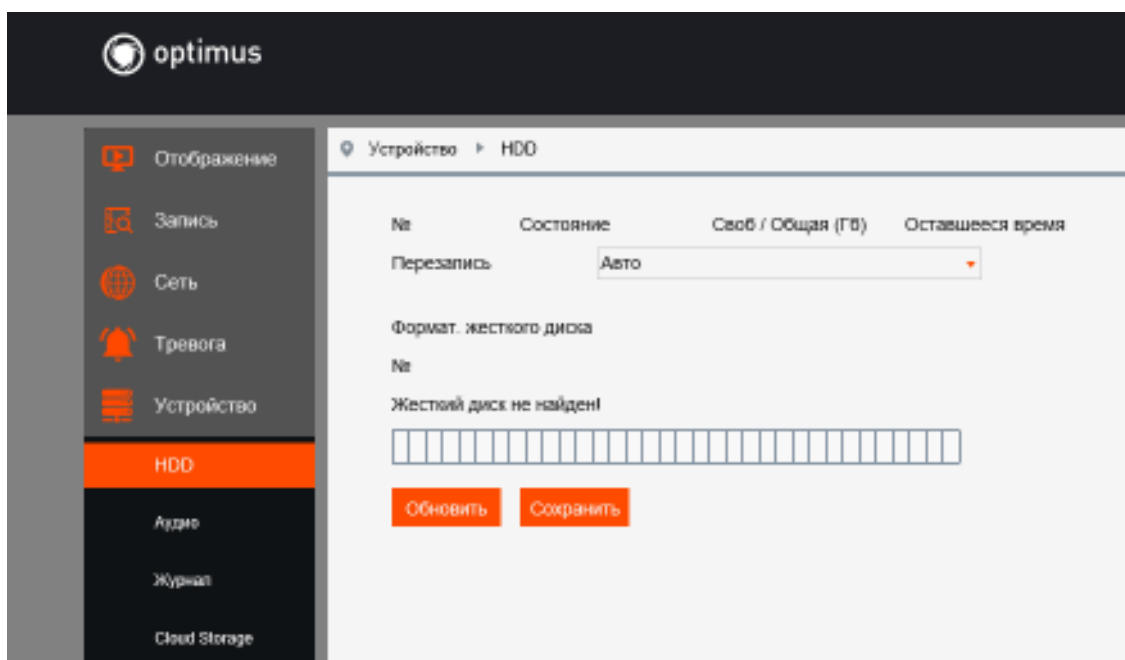 optimus
Отображение
Запись
Сеть
Тревога
Устройство
HDD
Аудио
Журнал
Cloud Storage
Устройство HDD
№ Состояние Своб / Общая (Гб) Оставшееся время
Перезапись Авто
Формат. жесткого диска
№
Жесткий диск не найден!
Обновить Сохранить